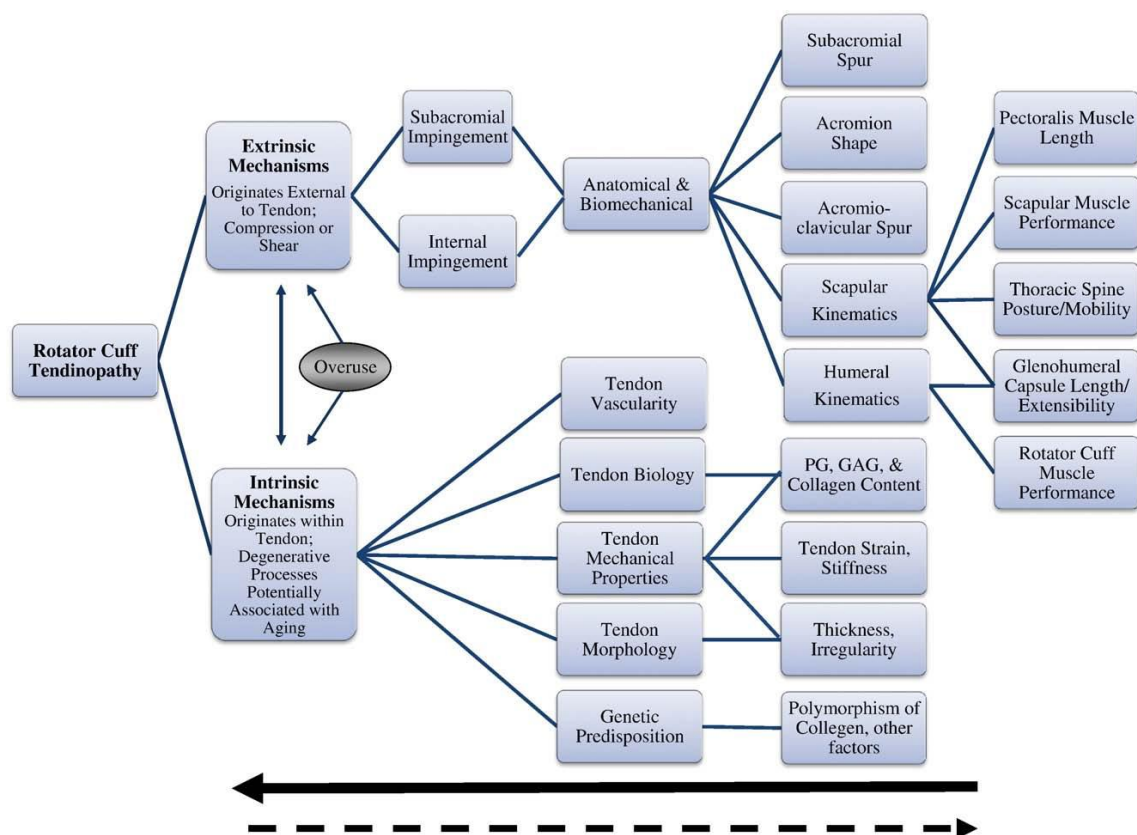 Rotator Cuff
Tendinopathy
Extrinsic
Mechanisms
Originates External
to Tendon;
Compression or
Shear
Overuse
Intrinsic
Mechanisms
Originates within
Tendon;
Degenerative
Processes
Potentially
Associated with
Aging
Subacromial
Impingement
Internal
Impingement
Anatomical &
Biomechanical
Subacromial
Spur
Acromion
Shape
Acromio-
clavicular Spur
Scapular
Kinematics
Humeral
Kinematics
Pectoralis Muscle
Length
Scapular Muscle
Performance
Thoracic Spine
Posture/Mobility
Glenohumeral
Capsule Length/
Extensibility
Rotator Cuff
Muscle
Performance
Tendon
Vascularity
Tendon Biology
Tendon
Mechanical
Properties
Tendon
Morphology
Genetic
Predisposition
PG, GAG, &
Collagen Content
Tendon Strain,
Stiffness
Thickness,
Irregularity
Polymorphism of
Collegen, other
factors